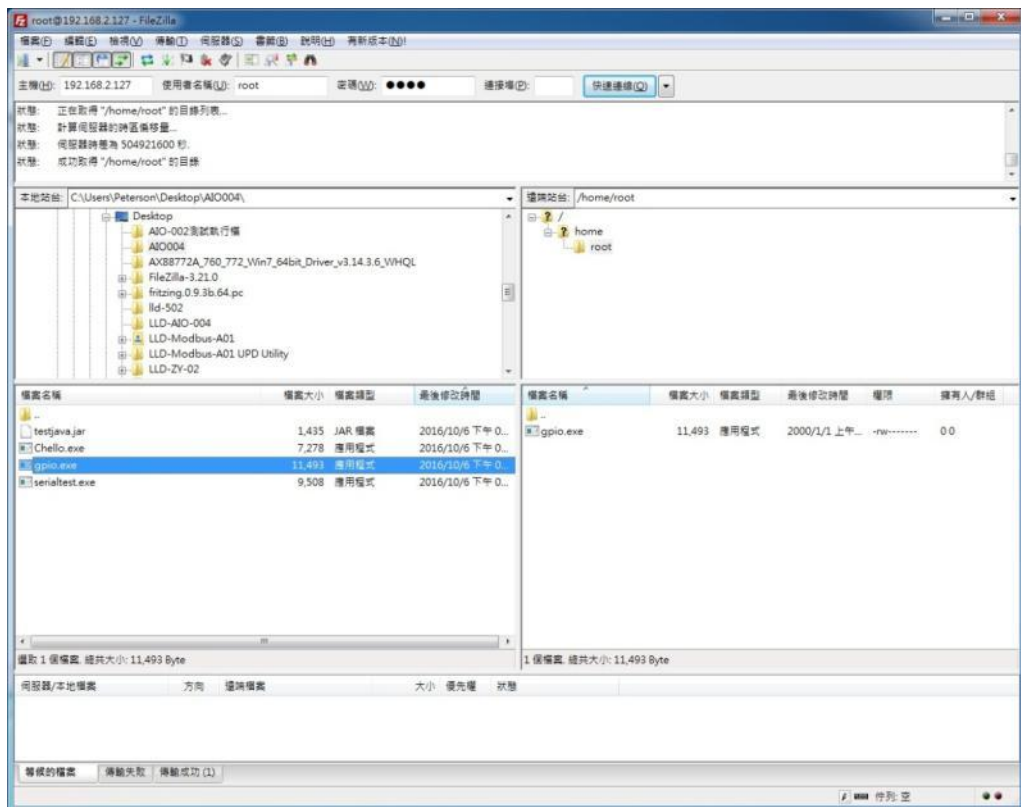 root@192.168.2.127 - FileZilla
檔案(F) 編輯(E) 檢視(V) 傳輸(T) 伺服器(S) 書籤(B) 說明(H) 有新版本(N)!
主機(H): 192.168.2.127 使用者名稱(U): root 密碼(W): ●●●● 連接埠(P): 快速連線(Q)
狀態: 正在取得 "/home/root" 的目錄列表...
狀態: 計算伺服器的時區偏移量...
狀態: 伺服器時差為 504921600 秒.
狀態: 成功取得 "/home/root" 的目錄
本地站台: C:\Users\Peterson\Desktop\AIO004\
Desktop
AIO-002測試執行檔
AIO004
AX88772A_760_772_Win7_64bit_Driver_v3.14.3.6_WHQL
FileZilla-3.21.0
fritzing.0.9.3b.64.pc
lld-502
LLD-AIO-004
LLD-Modbus-A01
LLD-Modbus-A01 UPD Utility
LLD-ZY-02
遠端站台: /home/root
/
home
root
檔案名稱 檔案大小 檔案類型 最後修改時間
..
testjava.jar 1,435 JAR 檔案 2016/10/6 下午 0...
Chello.exe 7,278 應用程式 2016/10/6 下午 0...
gpio.exe 11,493 應用程式 2016/10/6 下午 0...
serialtest.exe 9,508 應用程式 2016/10/6 下午 0...
選取 1 個檔案. 總共大小: 11,493 Byte
檔案名稱 檔案大小 檔案類型 最後修改時間 權限 擁有人/群組
..
gpio.exe 11,493 應用程式 2000/1/1 上午... -rw------- 0 0
1 個檔案. 總共大小: 11,493 Byte
伺服器/本地檔案 方向 遠端檔案 大小 優先權 狀態
等候的檔案 傳輸失敗 傳輸成功 (1)
佇列: 空